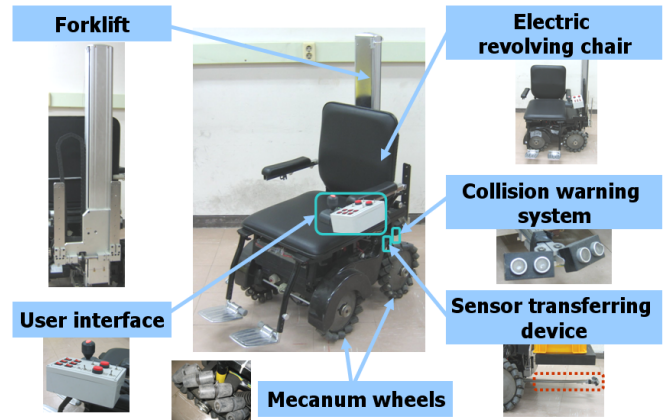 Forklift
Electric
revolving chair
Collision warning
system
User interface
Sensor transferring
device
Mecanum wheels